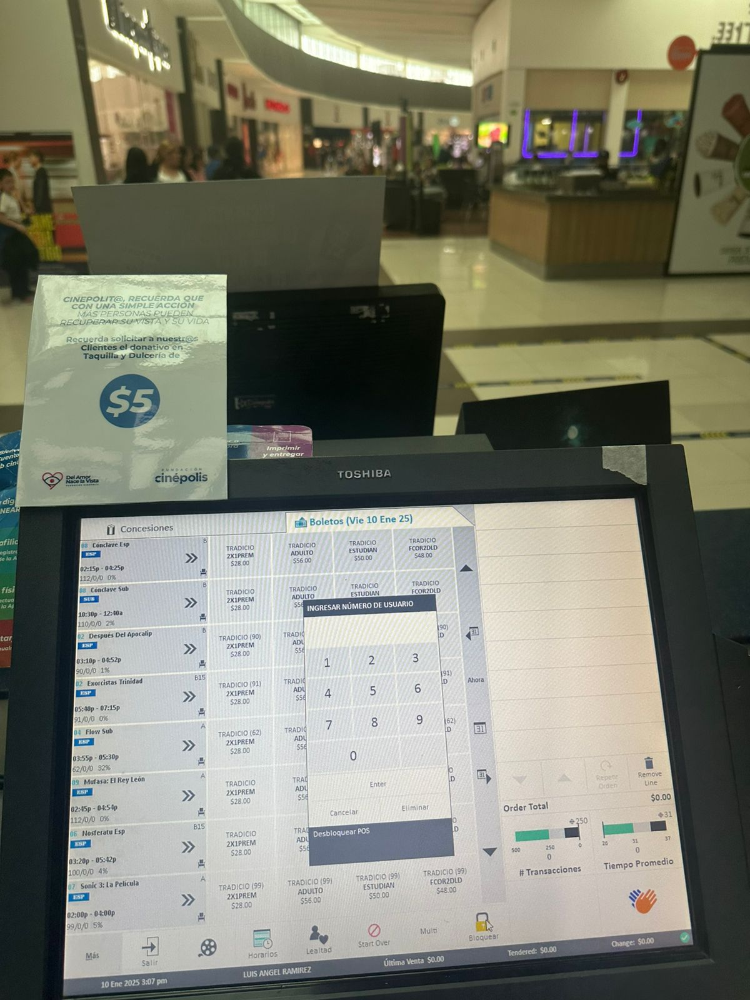 CINEPOLIT@, RECUERDA QUE
CON UNA SIMPLE ACCIÓN
MÁS PERSONAS PUEDEN
RECUPERAR SU VISTA Y SU VIDA
Recuerda solicitar a nuestr@s
Clientes el donativo en
Taquilla y Dulcería de
$5
Del Amor
Nace la Vista
FUNDACIÓN
cinépolis
Imprimir
y entregar
TOSHIBA
Concesiones
Boletos (Vie 10 Ene 25)
08 Cónclave Esp B
ESP
02:15p - 04:25p
112/0/0 0%
TRADICIO
2X1PREM
$28.00
TRADICIO
ADULTO
$56.00
TRADICIO
ESTUDIAN
$50.00
TRADICIO
FCOR2DLD
$48.00
08 Cónclave Sub B
SUB
10:30p - 12:40a
110/0/0 2%
TRADICIO
2X1PREM
$28.00
TRADICIO
ADULTO
$56
TRADICIO
ESTUDIAN
TRADICIO
FCOR2DLD
02 Después Del Apocalip B
ESP
03:10p - 04:52p
90/0/0 1%
TRADICIO (90)
2X1PREM
$28.00
TRADIC
ADU
$56
(90)
LD
02 Exorcistas Trinidad B15
ESP
05:40p - 07:15p
91/0/0 0%
TRADICIO (91)
2X1PREM
$28.00
TRADIC
ADU
$56
(91)
LD
04 Flow Sub A
ESP
03:55p - 05:30p
62/0/0 32%
TRADICIO (62)
2X1PREM
$28.00
TRADIC
ADU
$56
(62)
LD
09 Mufasa: El Rey León A
ESP
02:45p - 04:54p
112/0/0 0%
TRADICIO
2X1PREM
$28.00
TRAD
ADU
$56
O
LD
06 Nosferatu Esp B15
ESP
03:20p - 05:42p
100/0/0 4%
TRADICIO
2X1PREM
$28.00
TRAD
ADU
$56
O
LD
07 Sonic 3: La Pelicula A
ESP
02:00p - 04:00p
99/0/0 5%
TRADICIO (99)
2X1PREM
$28.00
TRADICIO (99)
ADULTO
$56.00
TRADICIO (99)
ESTUDIAN
$50.00
TRADICIO (99)
FCOR2DLD
$48.00
INGRESAR NÚMERO DE USUARIO
1 2 3
4 5 6
7 8 9
0
Enter
Cancelar Eliminar
Desbloquear POS
31
Ahora
31
31
Repetir
Orden
Remove
Line
Order Total $0.00
250
500 250 0
0
# Transacciones
31
26 31 37
0
Tiempo Promedio
Más
Salir
Horarios
Lealtad
Start Over
Multi
Bloquear
10 Ene 2025 3:07 pm
LUIS ANGEL RAMIREZ
Última Venta $0.00
Tendered: $0.00
Change: $0.00